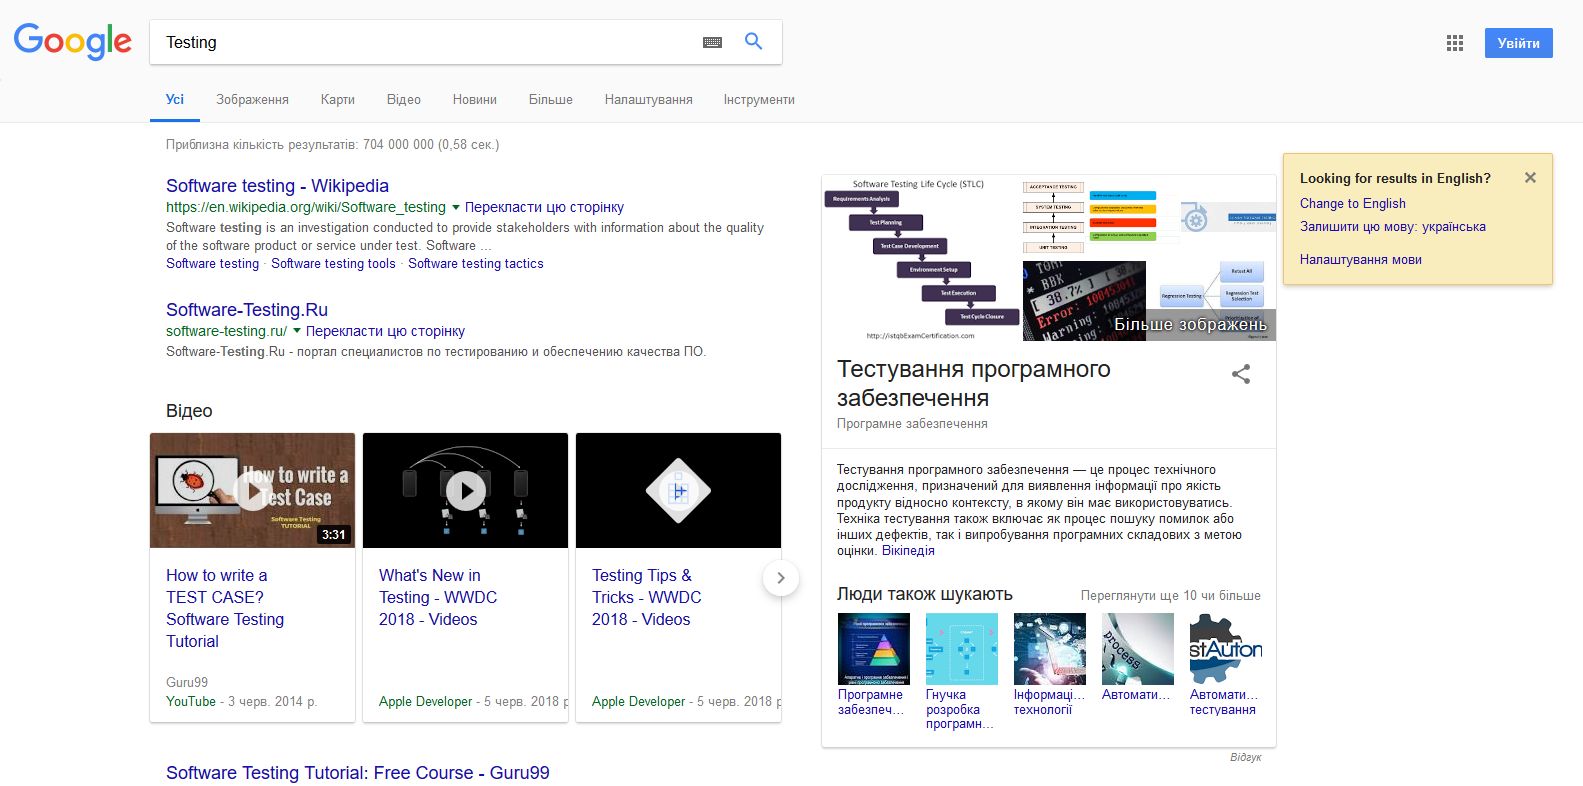 Google
Testing
Увійти
Усі
Зображення
Карти
Відео
Новини
Більше
Налаштування
Інструменти
Приблизна кількість результатів: 704 000 000 (0,58 сек.)
Software testing - Wikipedia
https://en.wikipedia.org/wiki/Software_testing Перекласти цю сторінку
Software testing is an investigation conducted to provide stakeholders with information about the quality
of the software product or service under test. Software ...
Software testing · Software testing tools · Software testing tactics
Software-Testing.Ru
software-testing.ru/ Перекласти цю сторінку
Software-Testing.Ru - портал специалистов по тестированию и обеспечению качества ПО.
Відео
How to write a
Test Case
Software Testing
TUTORIAL
3:31
How to write a
TEST CASE?
Software Testing
Tutorial
Guru99
YouTube - 3 черв. 2014 р.
What's New in
Testing - WWDC
2018 - Videos
Apple Developer - 5 черв. 2018 р
Testing Tips &
Tricks - WWDC
2018 - Videos
Apple Developer - 5 черв. 2018 р
Software Testing Tutorial: Free Course - Guru99
Software Testing Life Cycle (STLC)
Requirements Analysis
Test Planning
Test Case Development
Environment Setup
Test Execution
Test Cycle Closure
http://istqbExamCertification.com
ACCEPTANCE TESTING
SYSTEM TESTING
INTEGRATION TESTING
UNIT TESTING
* BBK
[ 38.7% ]
Error: 108453041
Warning:
Retest All
Regression Testing
Regression Test
Selection
Prioritization of
Більше зображень
Тестування програмного
забезпечення
Програмне забезпечення
Тестування програмного забезпечення — це процес технічного
дослідження, призначений для виявлення інформації про якість
продукту відносно контексту, в якому він має використовуватись.
Техніка тестування також включає як процес пошуку помилок або
інших дефектів, так і випробування програмних складових з метою
оцінки. Вікіпедія
Люди також шукають
Переглянути ще 10 чи більше
process
stAuton
Програмне
забезпеч...
Гнучка
розробка
програмн...
Інформаці...
технології
Автомати...
Автомати...
тестування
Відгук
Looking for results in English?
Change to English
Залишити цю мову: українська
Налаштування мови